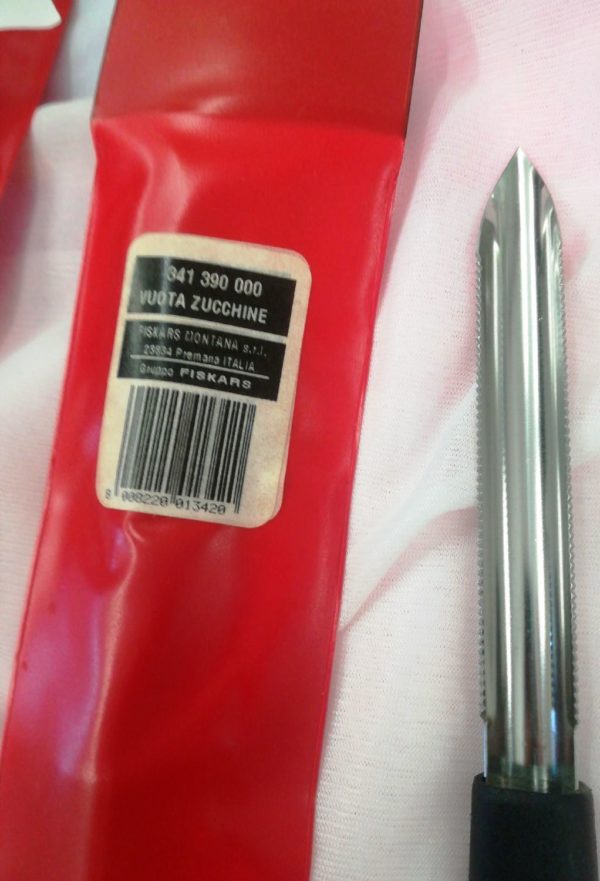 341 390 000
VUOTA ZUCCHINE
FISKARS MONTANA s.r.l.
23834 Premana ITALIA
Gruppo FISKARS
8 008220 013420